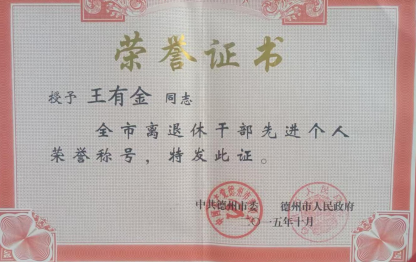 荣誉证书
授予 王有金 同志
全市离退休干部先进个人
荣誉称号，特发此证。
中共德州市委 德州市人民政府
二〇一五年十月